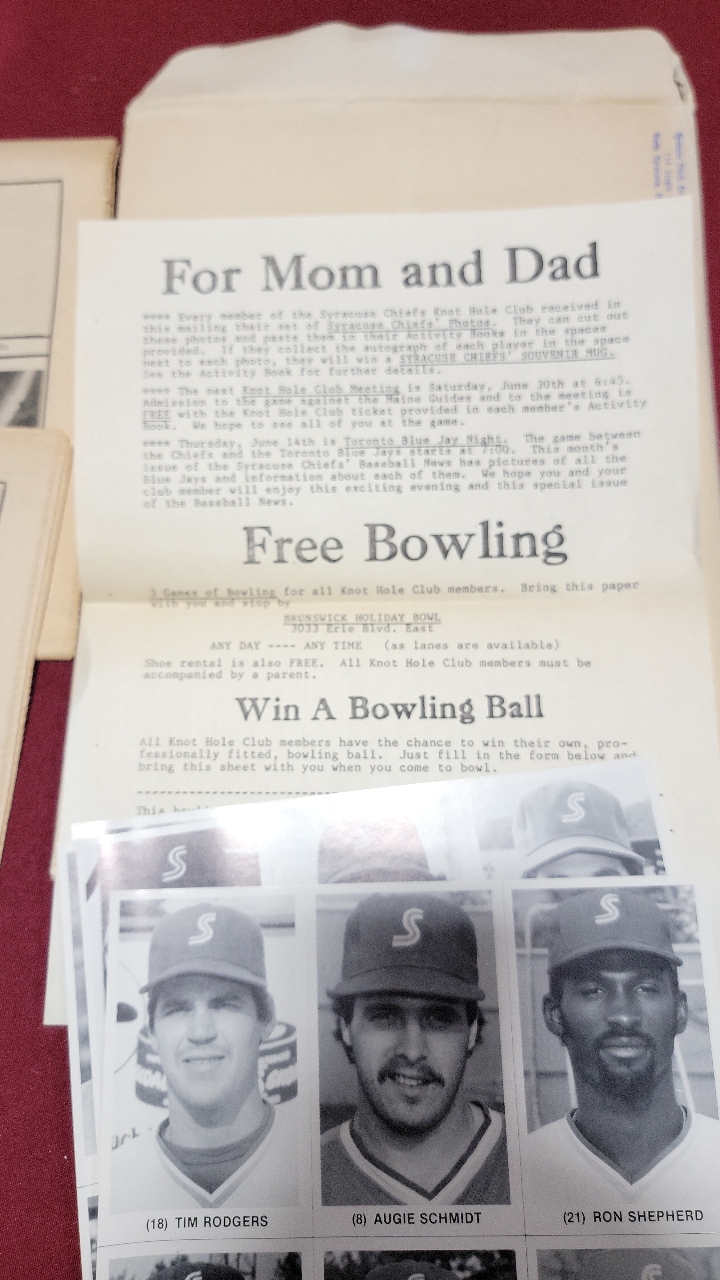 For Mom and Dad
**** Every member of the Syracuse Chiefs Knot Hole Club received in
this mailing their set of Syracuse Chiefs' Photos. They can cut out
these photos and paste them in their Activity Books in the spaces
provided. If they collect the autograph of each player in the space
next to each photo, they will win a SYRACUSE CHIEFS' SOUVENIR MUG.
See the Activity Book for further details.
**** The next Knot Hole Club Meeting is Saturday, June 30th at 6:45.
Admission to the game against the Maine Guides and to the meeting is
FREE with the Knot Hole Club ticket provided in each member's Activity
Book. We hope to see all of you at the game.
**** Thursday, June 14th is Toronto Blue Jay Night. The game between
the Chiefs and the Toronto Blue Jays starts at 7:00. This month's
issue of the Syracuse Chiefs' Baseball News has pictures of all the
Blue Jays and information about each of them. We hope you and your
club member will enjoy this exciting evening and this special issue
of the Baseball News.
Free Bowling
3 Games of Bowling for all Knot Hole Club members. Bring this paper
with you and stop by
BRUNSWICK HOLIDAY BOWL
3033 Erie Blvd. East
ANY DAY ---- ANY TIME (as lanes are available)
Shoe rental is also FREE. All Knot Hole Club members must be
accompanied by a parent.
Win A Bowling Ball
All Knot Hole Club members have the chance to win their own, pro-
fessionally fitted, bowling ball. Just fill in the form below and
bring this sheet with you when you come to bowl.
This
S
S
S S S
(18) TIM RODGERS (8) AUGIE SCHMIDT (21) RON SHEPHERD
S S S